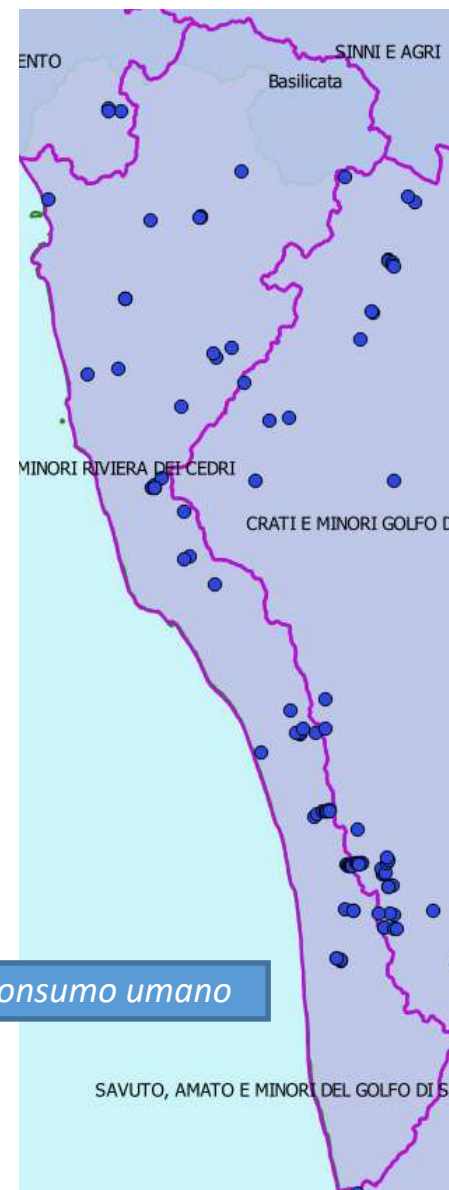 SINNI E AGRI
ENTO
Basilicata
MINORI RIVIERA DEI CEDRI
CRATI E MINORI GOLFO D
onsumo umano
SAVUTO, AMATO E MINORI DEL GOLFO DI S